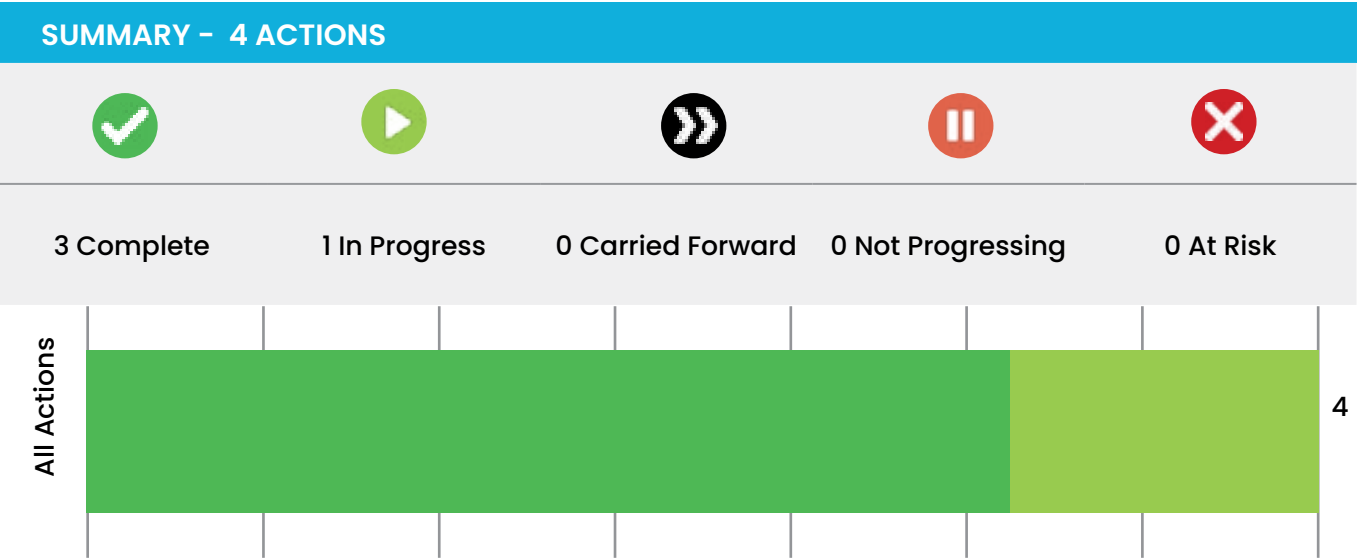 SUMMARY - 4 ACTIONS
3 Complete
1 In Progress
0 Carried Forward
0 Not Progressing
0 At Risk
All Actions
4